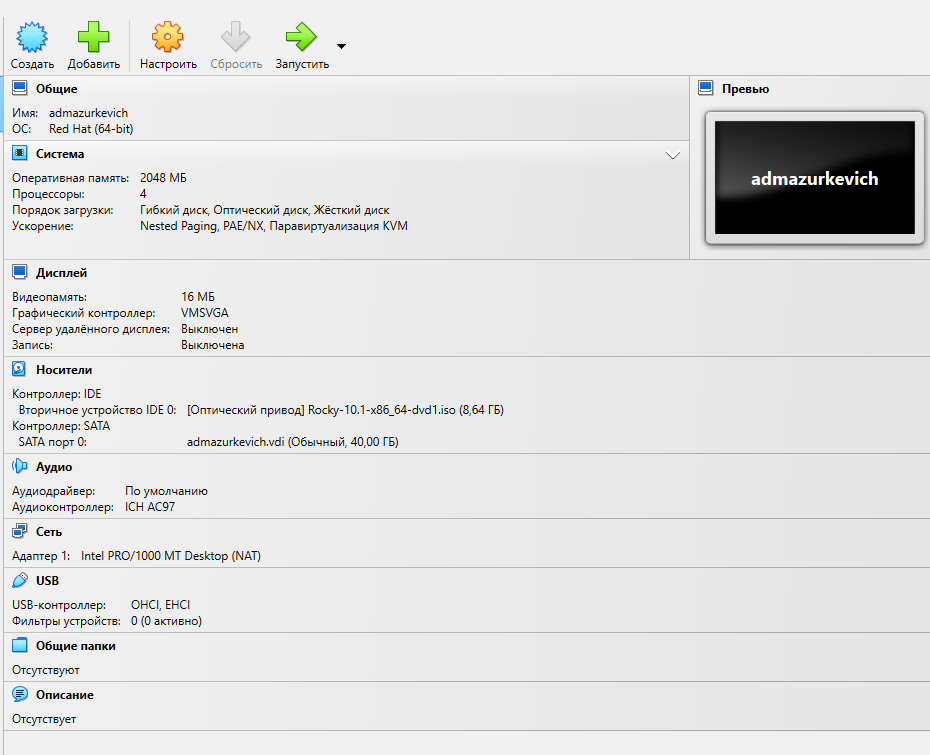 Создать Добавить Настроить Сбросить Запустить
Общие
Имя: admazurkevich
ОС: Red Hat (64-bit)
Превью
admazurkevich
Система
Оперативная память: 2048 МБ
Процессоры: 4
Порядок загрузки: Гибкий диск, Оптический диск, Жёсткий диск
Ускорение: Nested Paging, PAE/NX, Паравиртуализация KVM
Дисплей
Видеопамять: 16 МБ
Графический контроллер: VMSVGA
Сервер удалённого дисплея: Выключен
Запись: Выключена
Носители
Контроллер: IDE
Вторичное устройство IDE 0: [Оптический привод] Rocky-10.1-x86_64-dvd1.iso (8,64 ГБ)
Контроллер: SATA
SATA порт 0: admazurkevich.vdi (Обычный, 40,00 ГБ)
Аудио
Аудиодрайвер: По умолчанию
Аудиоконтроллер: ICH AC97
Сеть
Адаптер 1: Intel PRO/1000 MT Desktop (NAT)
USB
USB-контроллер: OHCI, EHCI
Фильтры устройств: 0 (0 активно)
Общие папки
Отсутствуют
Описание
Отсутствует